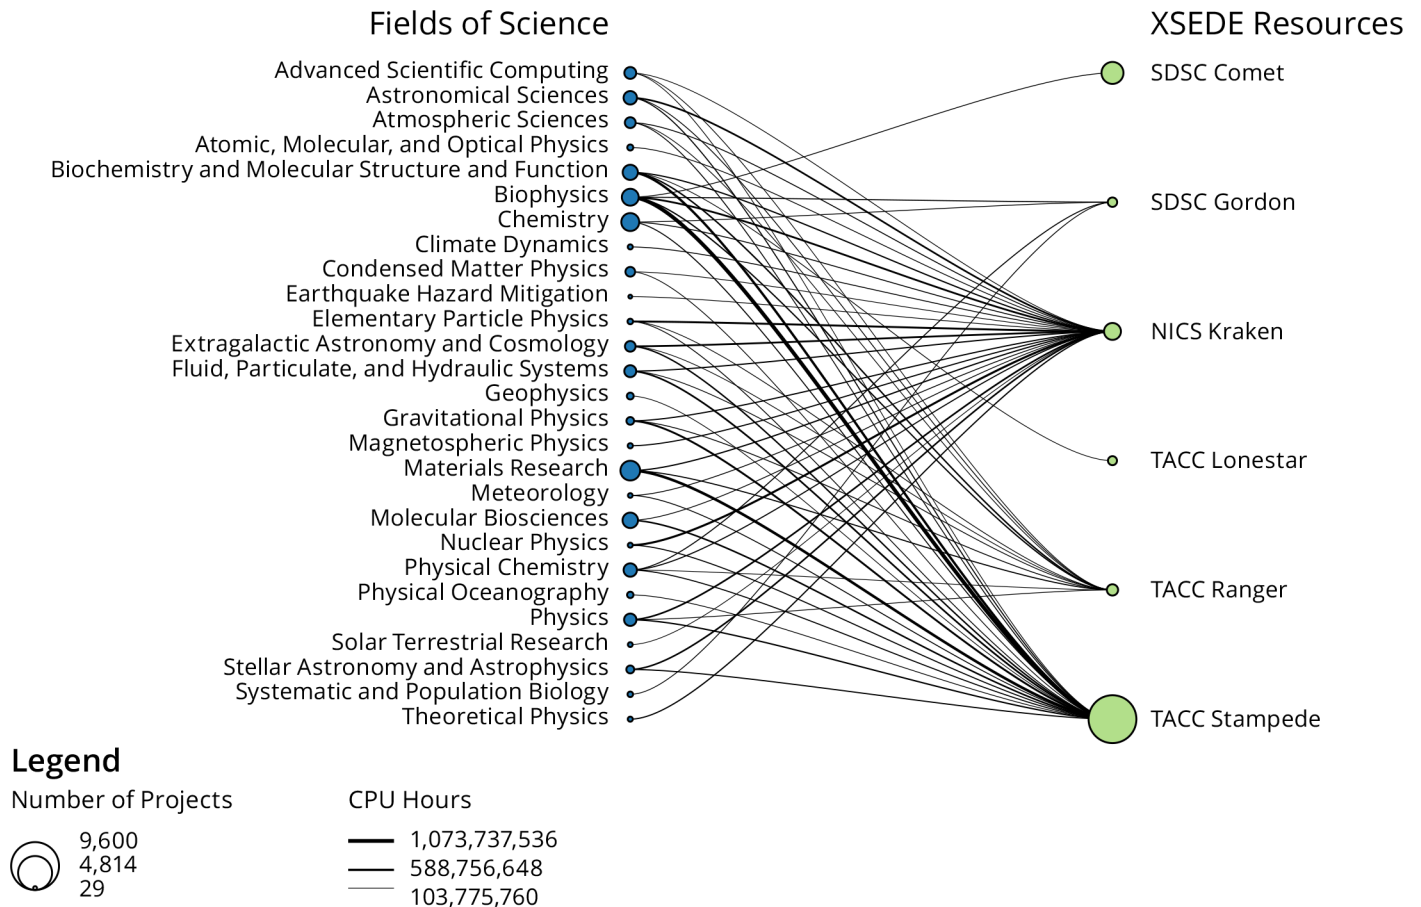 Fields of Science
XSEDE Resources
Advanced Scientific Computing
Astronomical Sciences
Atmospheric Sciences
Atomic, Molecular, and Optical Physics
Biochemistry and Molecular Structure and Function
Biophysics
Chemistry
Climate Dynamics
Condensed Matter Physics
Earthquake Hazard Mitigation
Elementary Particle Physics
Extragalactic Astronomy and Cosmology
Fluid, Particulate, and Hydraulic Systems
Geophysics
Gravitational Physics
Magnetospheric Physics
Materials Research
Meteorology
Molecular Biosciences
Nuclear Physics
Physical Chemistry
Physical Oceanography
Physics
Solar Terrestrial Research
Stellar Astronomy and Astrophysics
Systematic and Population Biology
Theoretical Physics
SDSC Comet
SDSC Gordon
NICS Kraken
TACC Lonestar
TACC Ranger
TACC Stampede
Legend
Number of Projects
9,600
4,814
29
CPU Hours
1,073,737,536
588,756,648
103,775,760